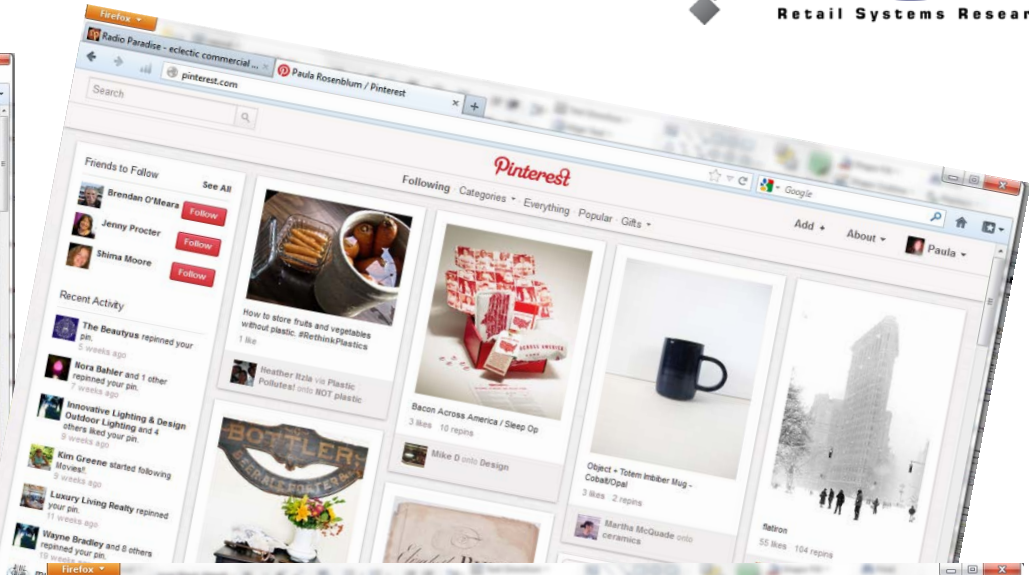 Retail Systems Resear
Firefox
Radio Paradise - eclectic commercial ...
Paula Rosenblum / Pinterest
pinterest.com
Google
Search
Pinterest
Following · Categories · Everything · Popular · Gifts
Add +
About
Paula
Friends to Follow
See All
Brendan O'Meara
Follow
Jenny Procter
Follow
Shima Moore
Follow
Recent Activity
The Beautyus repinned your
pin.
5 weeks ago
Nora Bahler and 1 other
repinned your pin.
7 weeks ago
Innovative Lighting & Design
Outdoor Lighting and 4
others liked your pin.
9 weeks ago
Kim Greene started following
Movies!!.
9 weeks ago
Luxury Living Realty repinned
your pin.
11 weeks ago
Wayne Bradley and 8 others
repinned your pin.
19 weeks ago
How to store fruits and vegetables
without plastic. #RethinkPlastics
1 like
Heather Itzla via Plastic
Pollutes! onto NOT plastic
BOTTLER
BEER ALE PORTER
Bacon Across America / Sleep Op
3 likes 10 repins
Mike D onto Design
Object + Totem Imbiber Mug -
Cobalt/Opal
3 likes 2 repins
Martha McQuade onto
ceramics
flatiron
55 likes 104 repins
Firefox